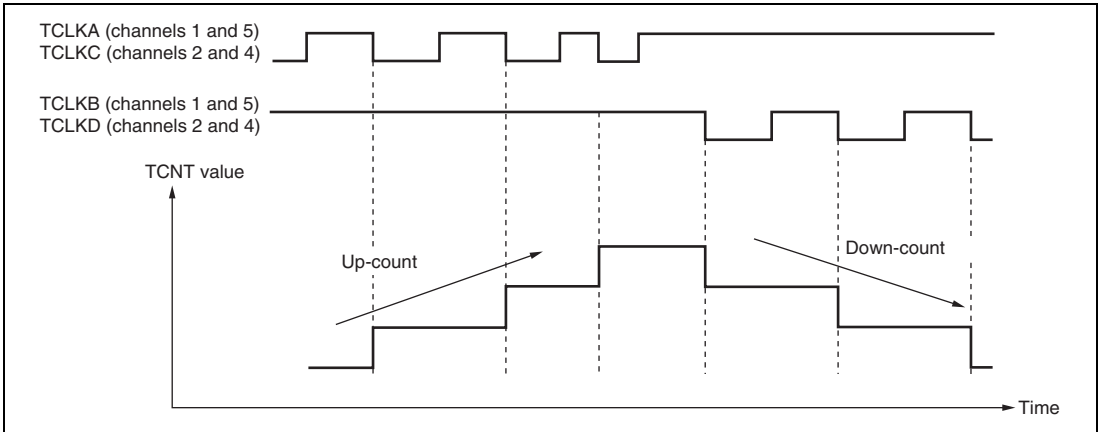 TCLKA (channels 1 and 5)
TCLKC (channels 2 and 4)
TCLKB (channels 1 and 5)
TCLKD (channels 2 and 4)
TCNT value
Up-count
Down-count
Time